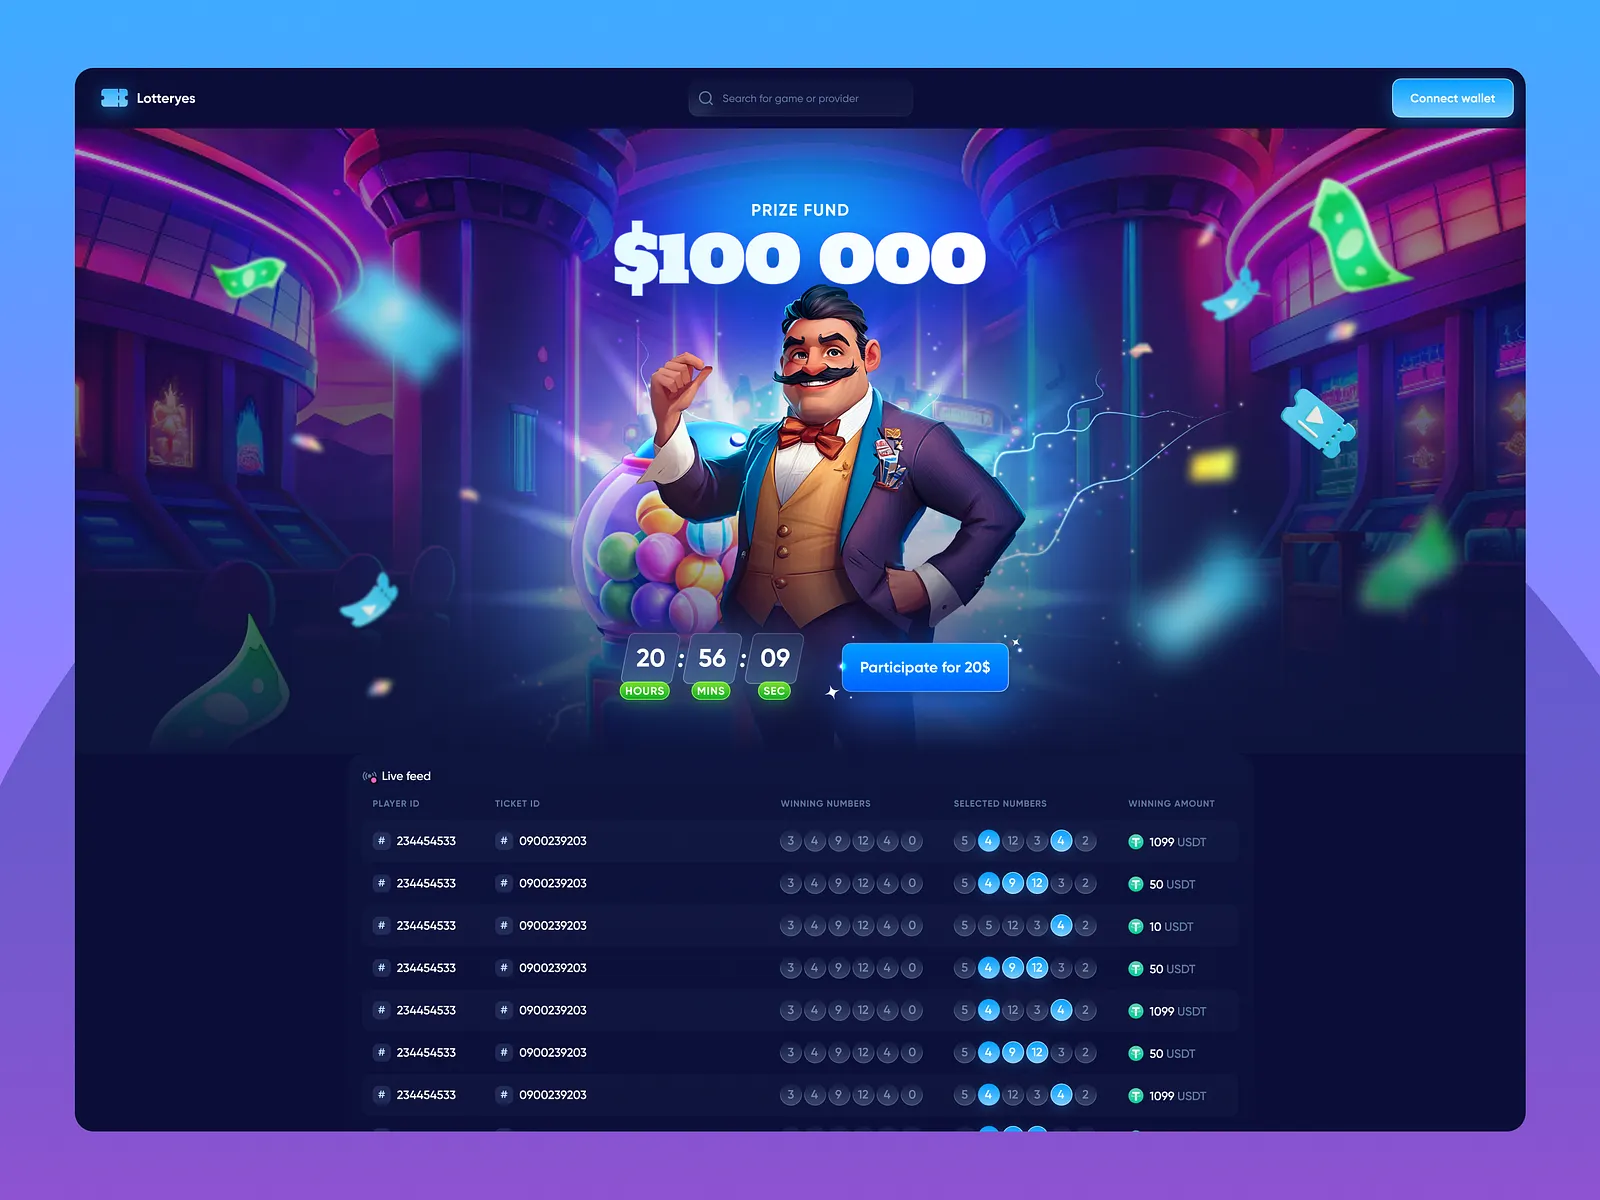 Lotteryes
Search for game or provider
Connect wallet
PRIZE FUND
$100 000
20 : 56 : 09
HOURS MINS SEC
Participate for 20$
Live feed
PLAYER ID TICKET ID WINNING NUMBERS SELECTED NUMBERS WINNING AMOUNT
# 234454533 # 0900239203 3 4 9 12 4 0 5 4 12 3 4 2 1099 USDT
# 234454533 # 0900239203 3 4 9 12 4 0 5 4 9 12 3 2 50 USDT
# 234454533 # 0900239203 3 4 9 12 4 0 5 5 12 3 4 2 10 USDT
# 234454533 # 0900239203 3 4 9 12 4 0 5 4 9 12 3 2 50 USDT
# 234454533 # 0900239203 3 4 9 12 4 0 5 4 12 3 4 2 1099 USDT
# 234454533 # 0900239203 3 4 9 12 4 0 5 4 9 12 3 2 50 USDT
# 234454533 # 0900239203 3 4 9 12 4 0 5 4 12 3 4 2 1099 USDT